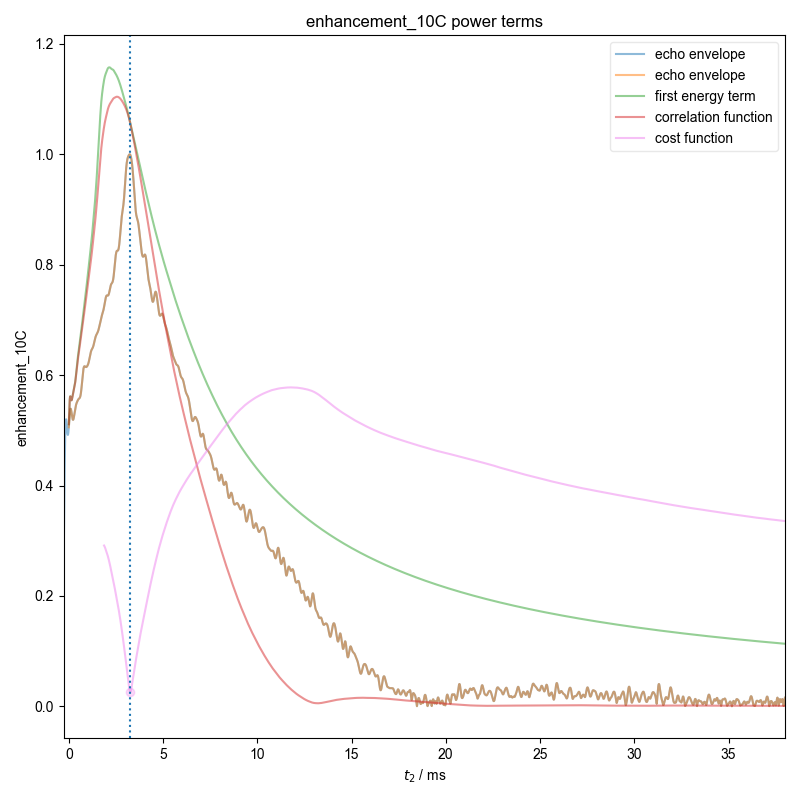 enhancement_10C power terms
echo envelope
echo envelope
first energy term
correlation function
cost function
enhancement_10C
1.2
1.0
0.8
0.6
0.4
0.2
0.0
0 5 10 15 20 25 30 35
t₂ / ms